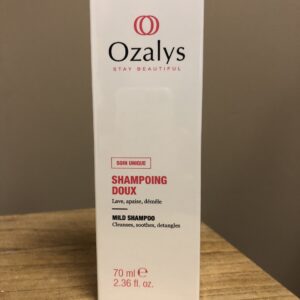 Ozalys
STAY BEAUTIFUL
SOIN UNIQUE
SHAMPOING
DOUX
Lave, apaise, démêle
MILD SHAMPOO
Cleanses, soothes, detangles
70 ml ℮
2.36 fl. oz.